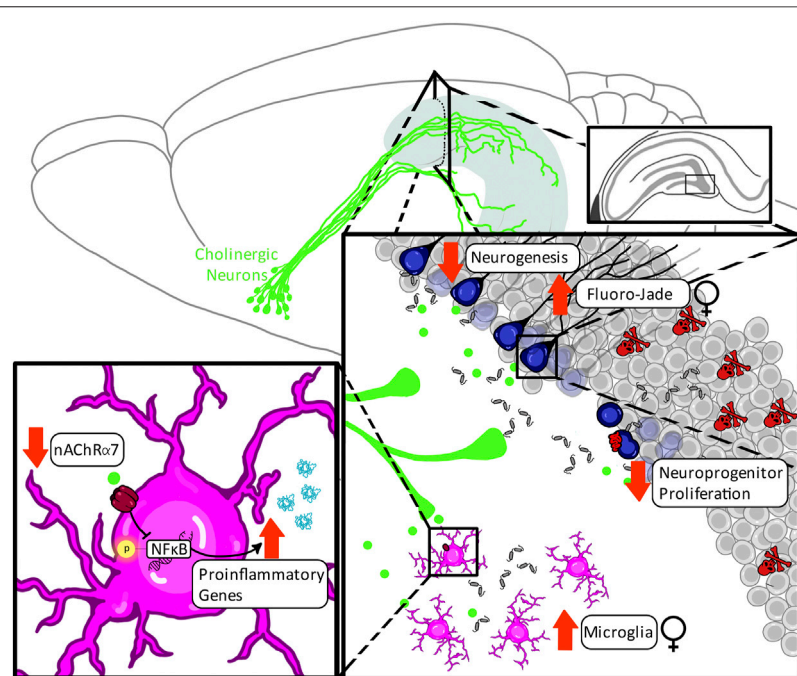 Cholinergic
Neurons
Neurogenesis
Fluoro-Jade
♀
nAChRα7
P
NFκB
Proinflammatory
Genes
Neuroprogenitor
Proliferation
Microglia
♀